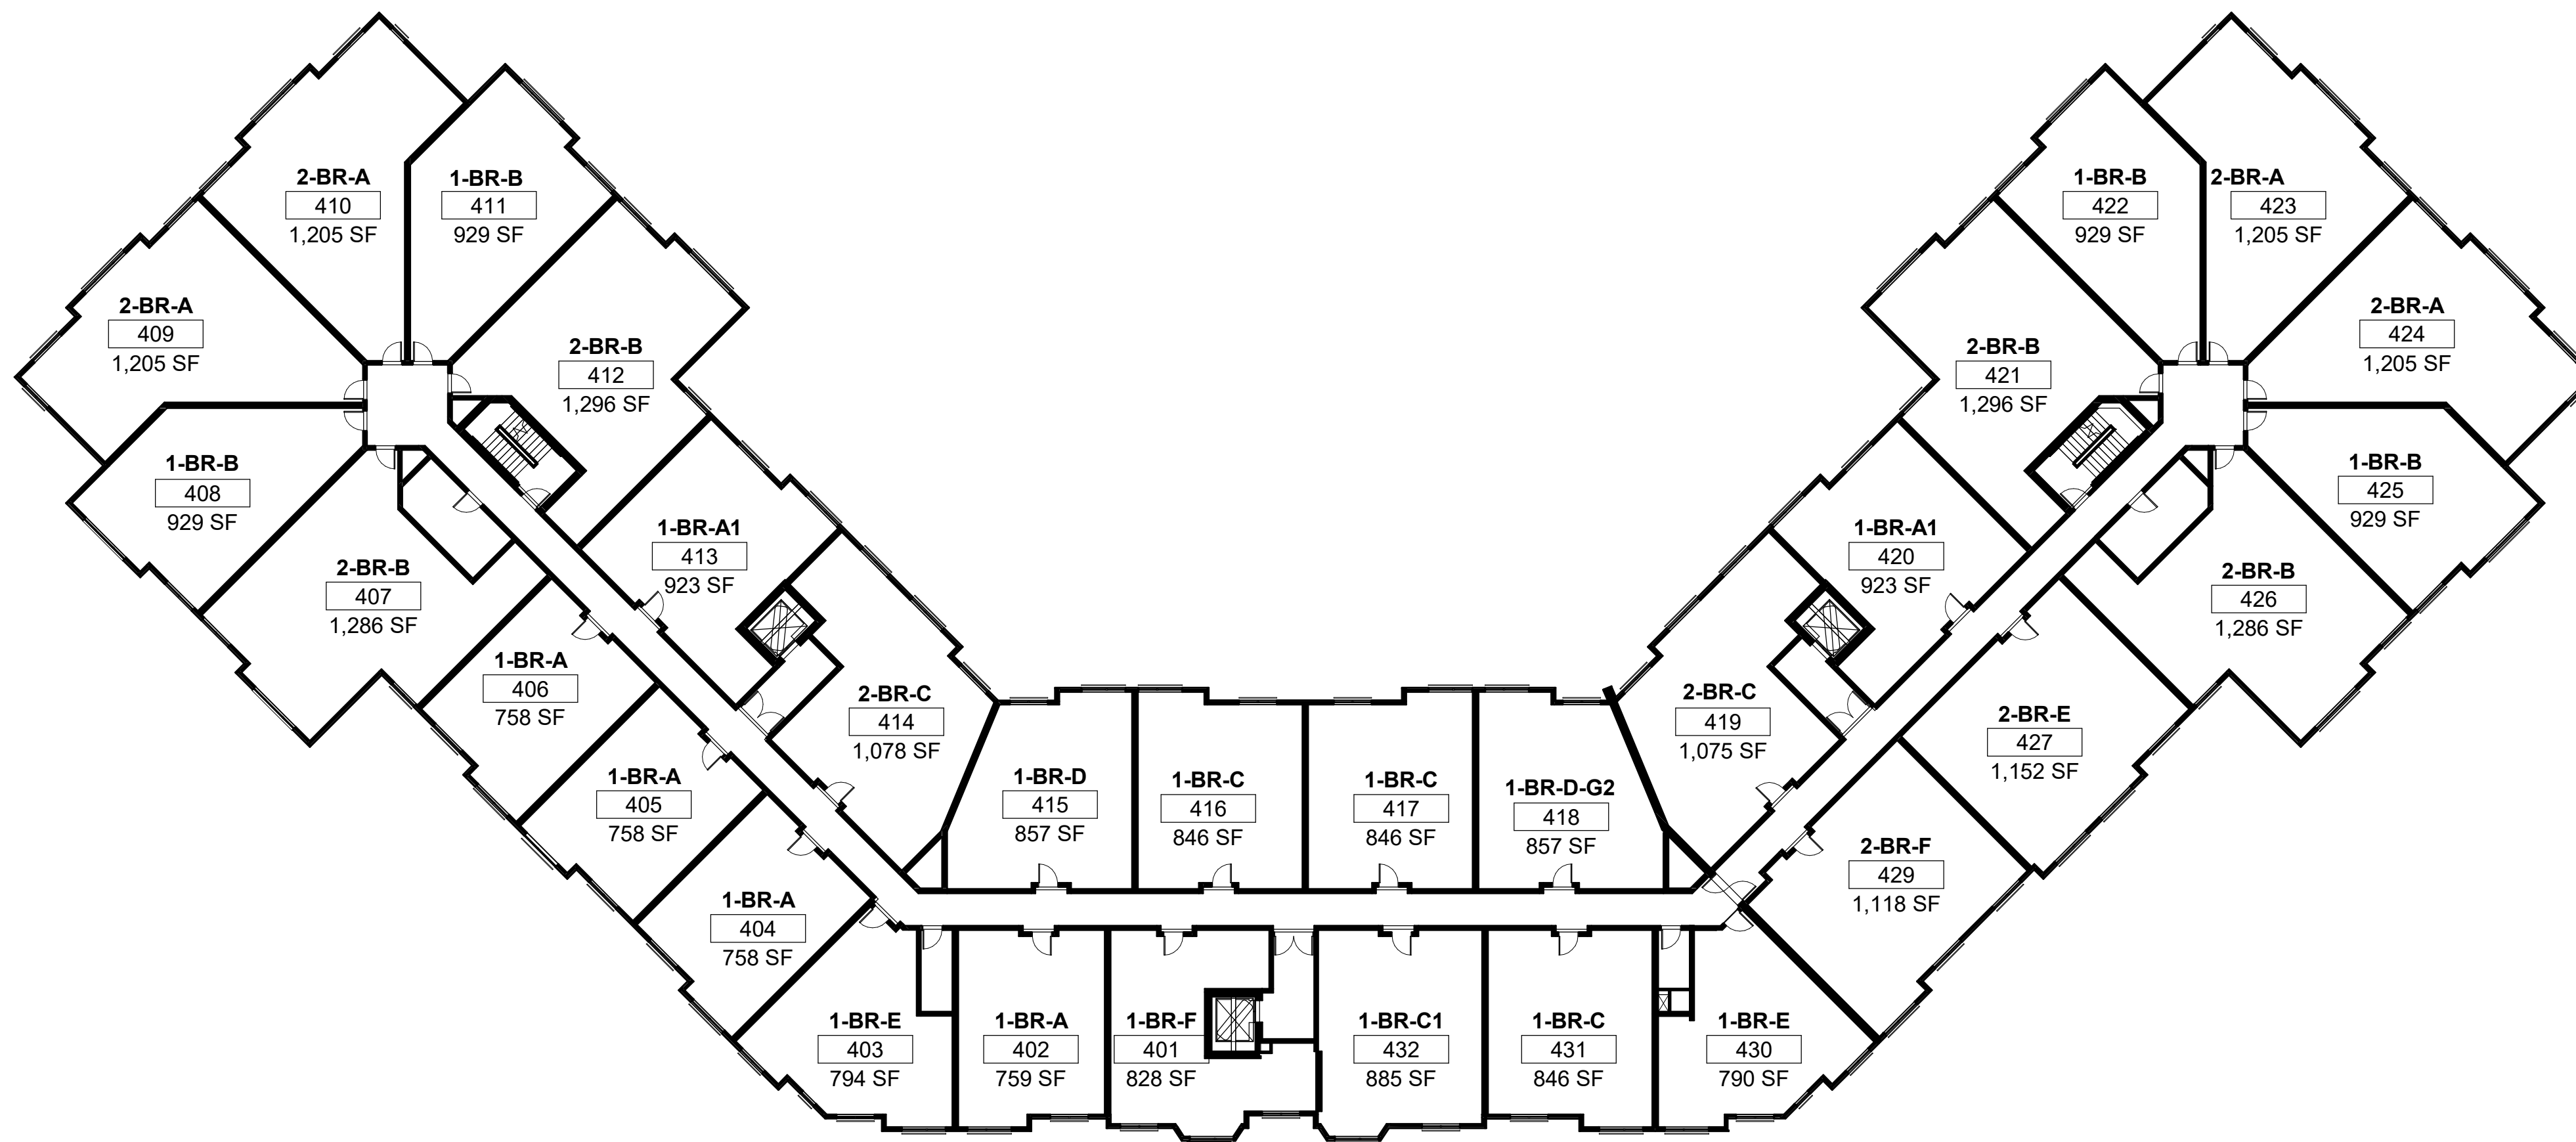 2-BR-A
410
1,205 SF
1-BR-B
411
929 SF
1-BR-B
422
929 SF
2-BR-A
423
1,205 SF
2-BR-A
409
1,205 SF
2-BR-B
412
1,296 SF
2-BR-B
421
1,296 SF
2-BR-A
424
1,205 SF
1-BR-B
408
929 SF
1-BR-B
425
929 SF
1-BR-A1
413
923 SF
1-BR-A1
420
923 SF
2-BR-B
407
1,286 SF
2-BR-B
426
1,286 SF
1-BR-A
406
758 SF
2-BR-C
414
1,078 SF
2-BR-C
419
1,075 SF
2-BR-E
427
1,152 SF
1-BR-A
405
758 SF
1-BR-D
415
857 SF
1-BR-C
416
846 SF
1-BR-C
417
846 SF
1-BR-D-G2
418
857 SF
2-BR-F
429
1,118 SF
1-BR-A
404
758 SF
1-BR-E
403
794 SF
1-BR-A
402
759 SF
1-BR-F
401
828 SF
1-BR-C1
432
885 SF
1-BR-C
431
846 SF
1-BR-E
430
790 SF